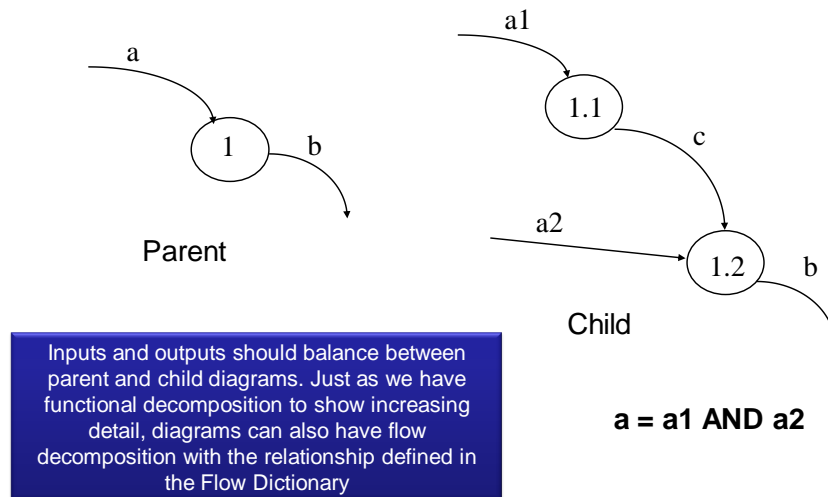 a
1
b
Parent
a1
1.1
c
a2
1.2
b
Child
Inputs and outputs should balance between
parent and child diagrams. Just as we have
functional decomposition to show increasing
detail, diagrams can also have flow
decomposition with the relationship defined in
the Flow Dictionary
a = a1 AND a2